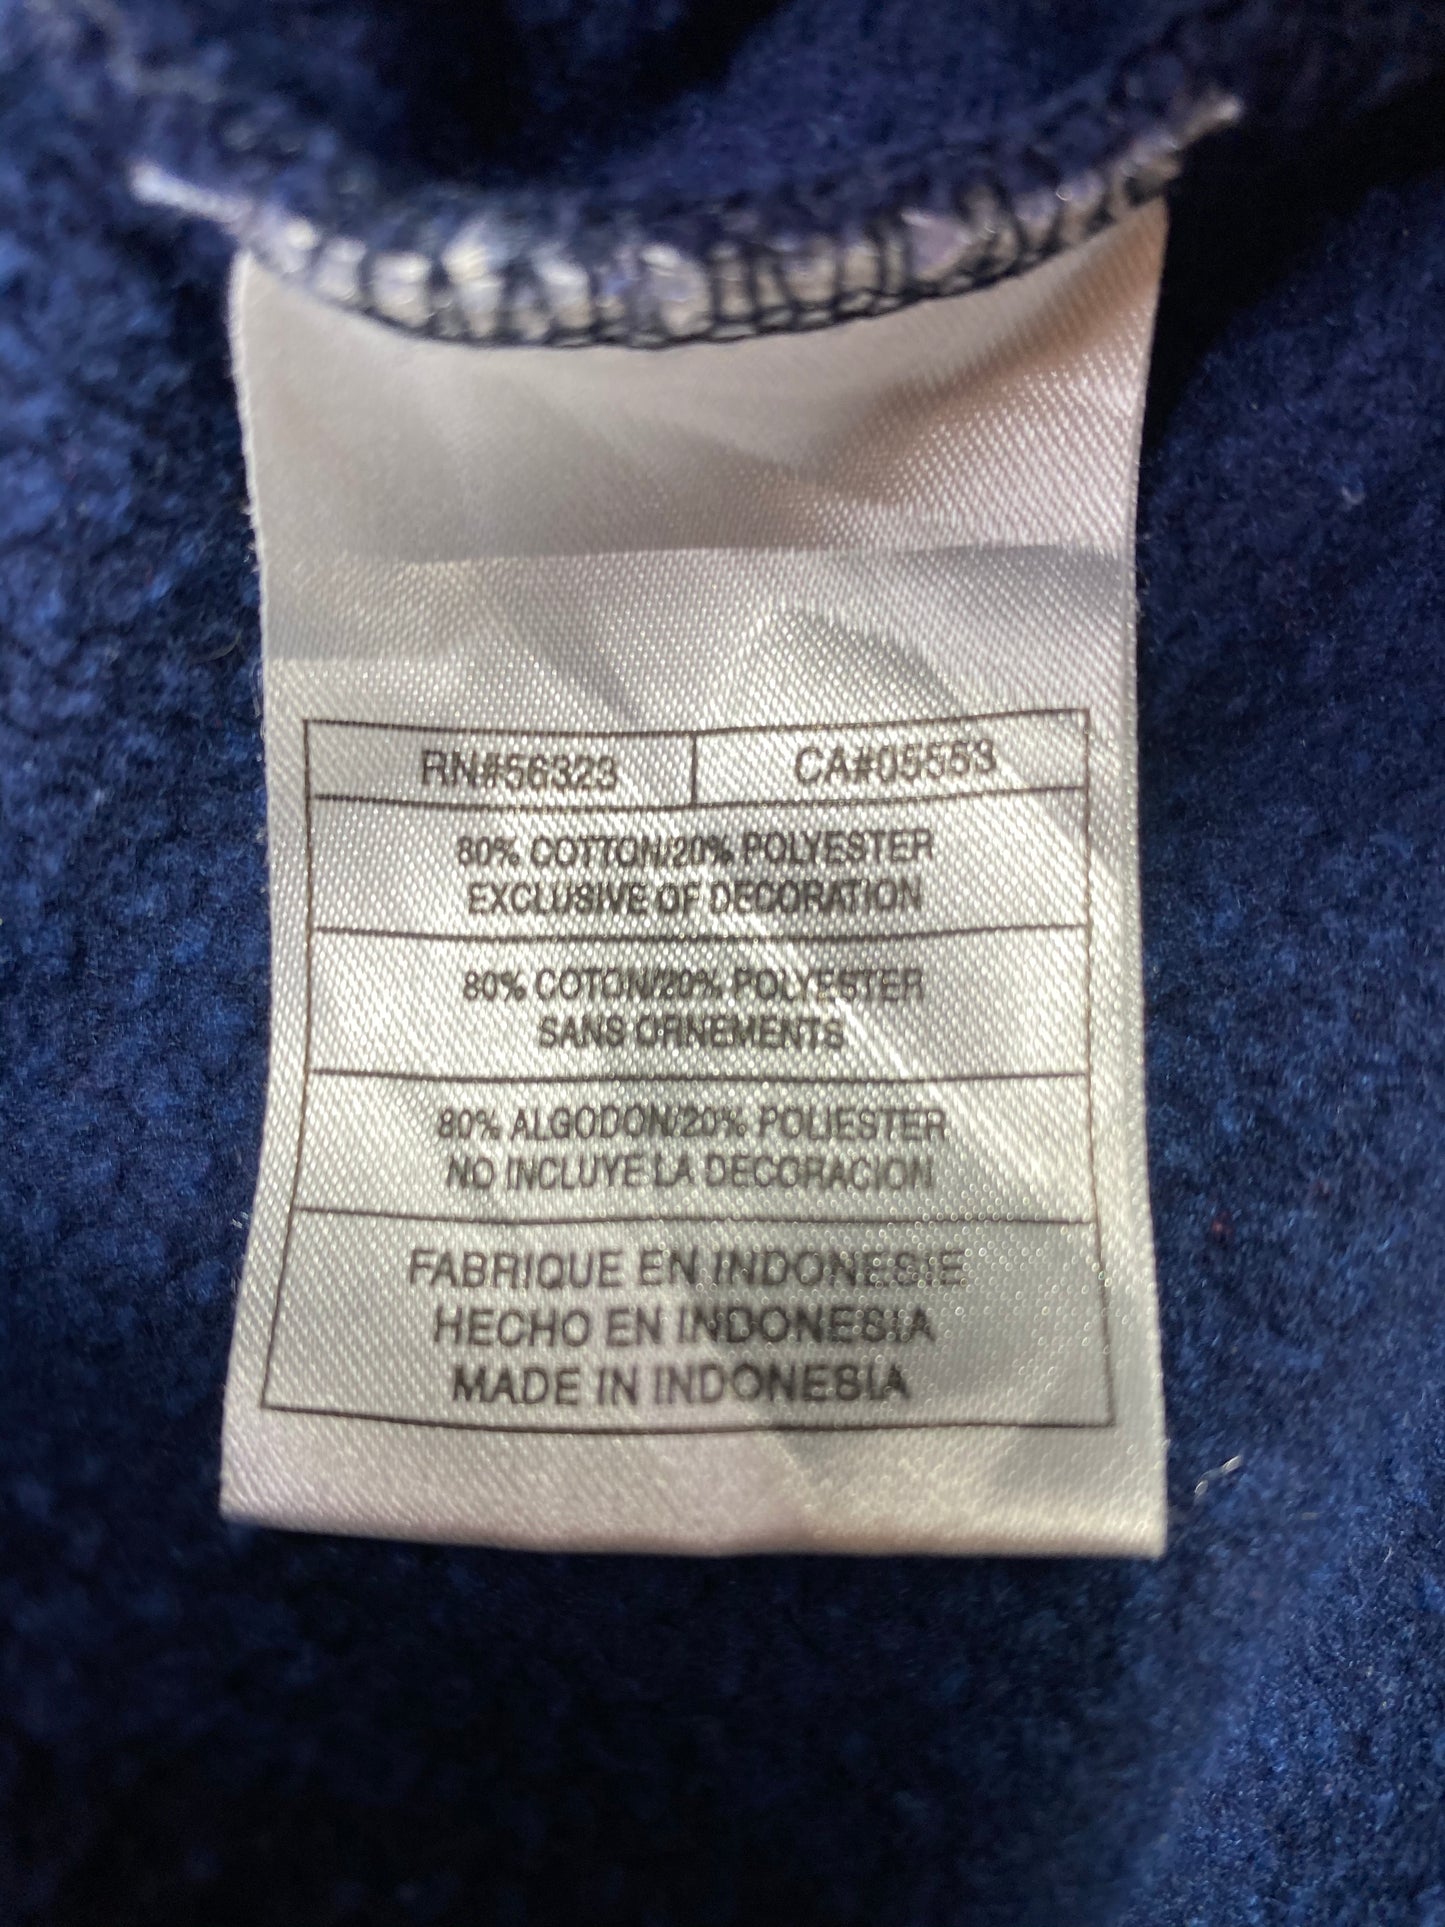 RN#56323 CA#05553
80% COTTON/20% POLYESTER
EXCLUSIVE OF DECORATION
80% COTON/20% POLYESTER
SANS ORNEMENTS
80% ALGODON/20% POLIESTER
NO INCLUYE LA DECORACION
FABRIQUE EN INDONESIE
HECHO EN INDONESIA
MADE IN INDONESIA